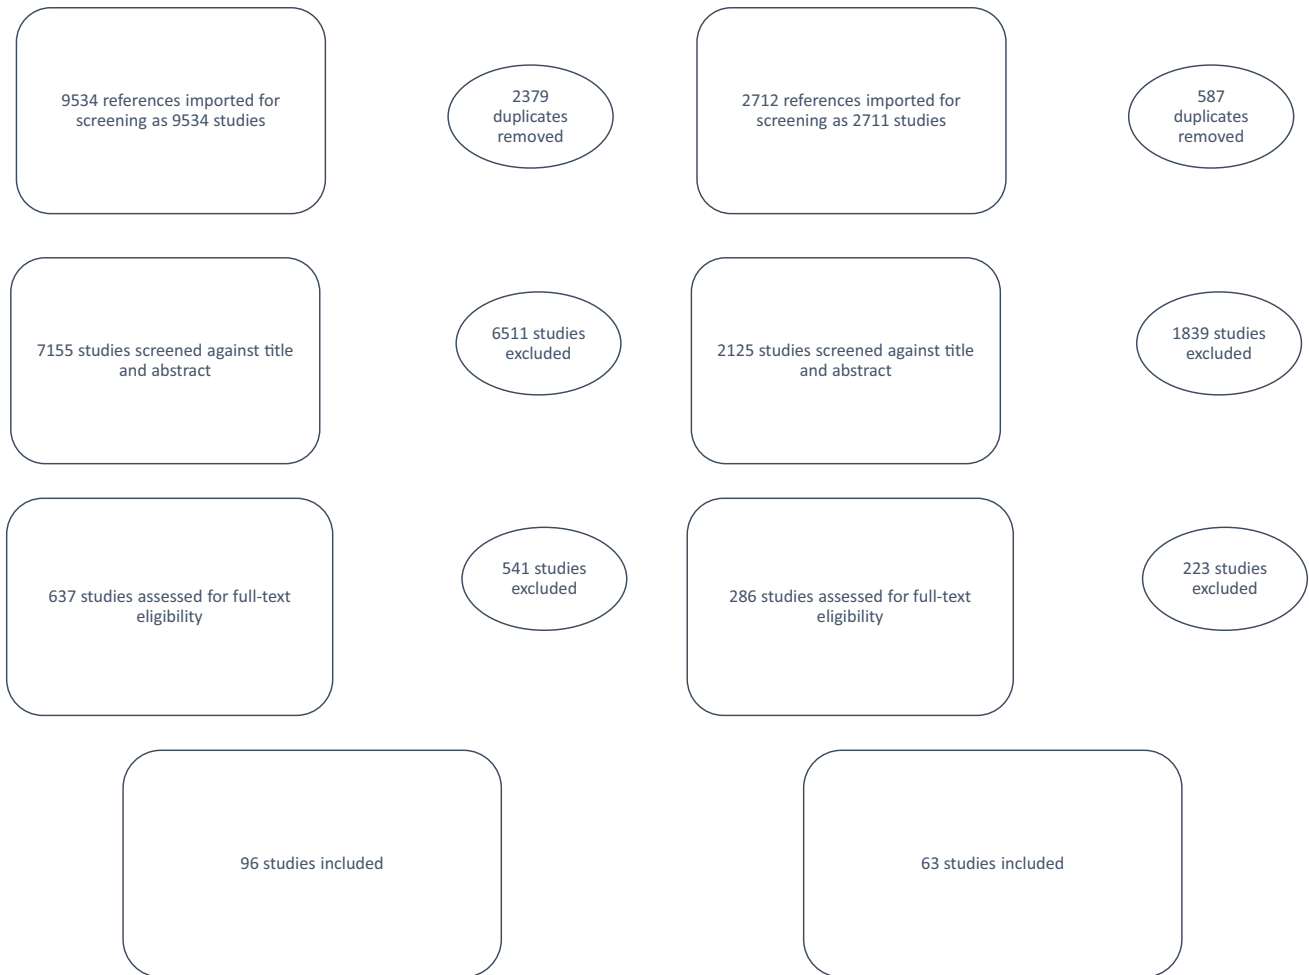 9534 references imported for
screening as 9534 studies
2379
duplicates
removed
7155 studies screened against title
and abstract
6511 studies
excluded
637 studies assessed for full-text
eligibility
541 studies
excluded
96 studies included
2712 references imported for
screening as 2711 studies
587
duplicates
removed
2125 studies screened against title
and abstract
1839 studies
excluded
286 studies assessed for full-text
eligibility
223 studies
excluded
63 studies included